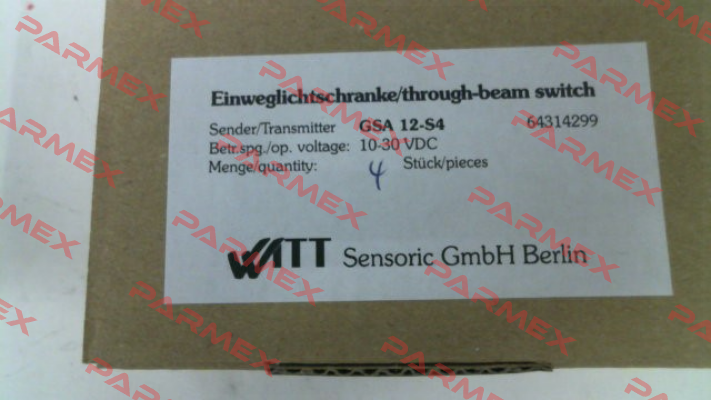 Einweglichtschranke/through-beam switch
Sender/Transmitter GSA 12-S4 64314299
Betr.spg./op. voltage: 10-30 VDC
Menge/quantity: 4 Stück/pieces
WATT Sensoric GmbH Berlin
PARMEX